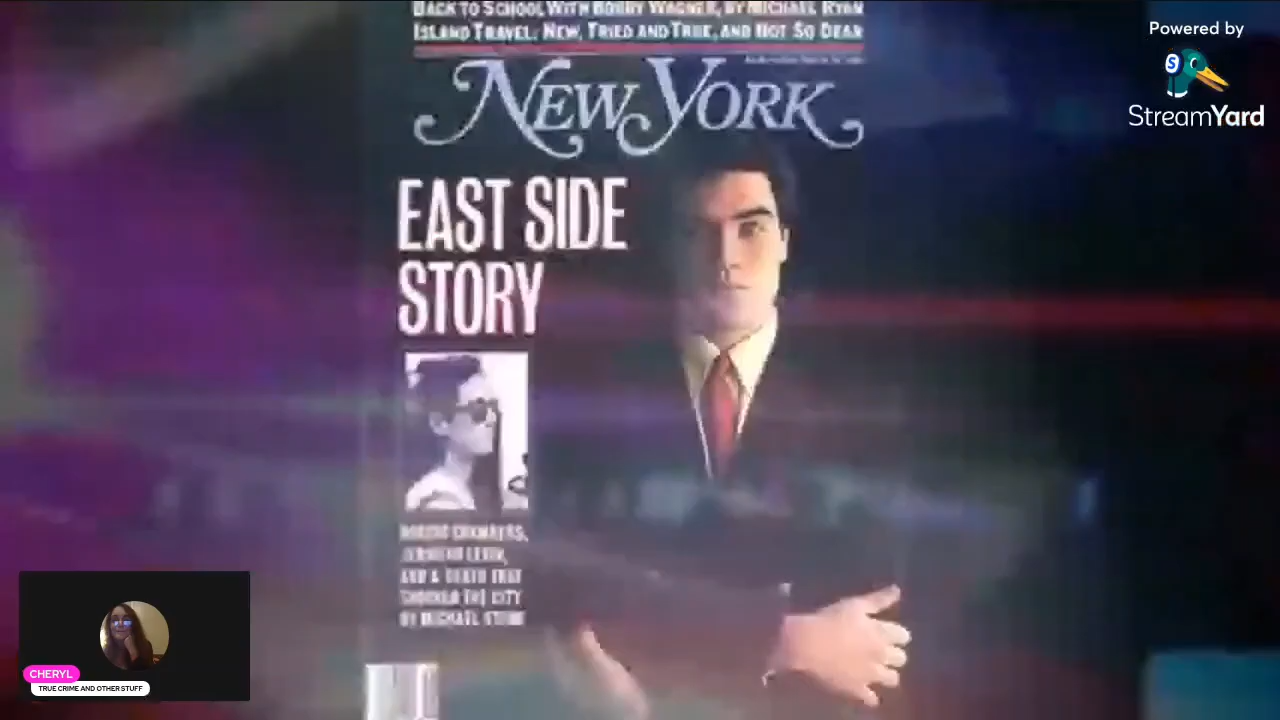 BACK TO SCHOOL WITH BOBBY WAGNER, BY MICHAEL RYAN
ISLAND TRAVEL: NEW, TRIED AND TRUE, AND NOT SO DEAR
NEW YORK
EAST SIDE
STORY
ROBERT CHAMBERS,
JENNIFER LEVIN,
AND A DEATH THAT
SHOOK THE CITY
BY MICHAEL STONE
Powered by
S
StreamYard
CHERYL
TRUE CRIME AND OTHER STUFF